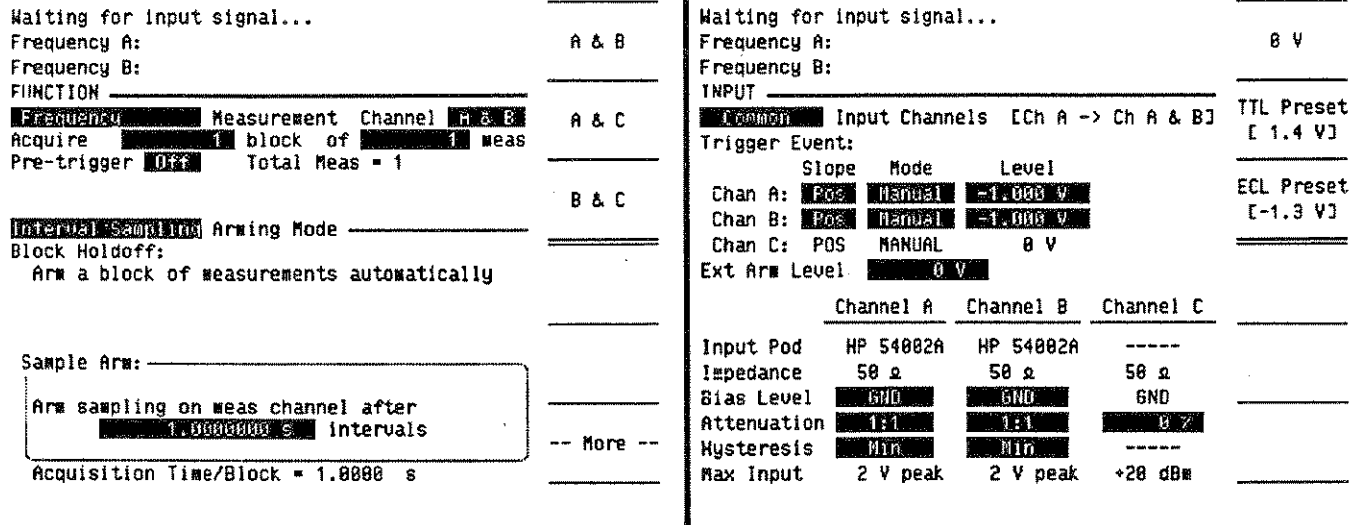 Waiting for input signal...
Frequency A:
Frequency B:
FUNCTION
Frequency Measurement Channel A & B
Acquire 1 block of 1 meas
Pre-trigger Off Total Meas = 1
Interval Sampling Arming Mode
Block Holdoff:
Arm a block of measurements automatically
Sample Arm:
Arm sampling on meas channel after
1.0000000 s intervals
Acquisition Time/Block = 1.0000 s
A & B
A & C
B & C
-- More --
Waiting for input signal...
Frequency A:
Frequency B:
INPUT
Common Input Channels [Ch A -> Ch A & B]
Trigger Event:
Slope Mode Level
Chan A: Pos Manual -1.000 V
Chan B: Pos Manual -1.000 V
Chan C: POS MANUAL 0 V
Ext Arm Level 0 V
Channel A Channel B Channel C
Input Pod HP 54002A HP 54002A -----
Impedance 50 Ω 50 Ω 50 Ω
Bias Level GND GND GND
Attenuation 1:1 1:1 0 %
Hysteresis Min Min -----
Max Input 2 V peak 2 V peak +20 dBm
0 V
TTL Preset
[ 1.4 V]
ECL Preset
[-1.3 V]